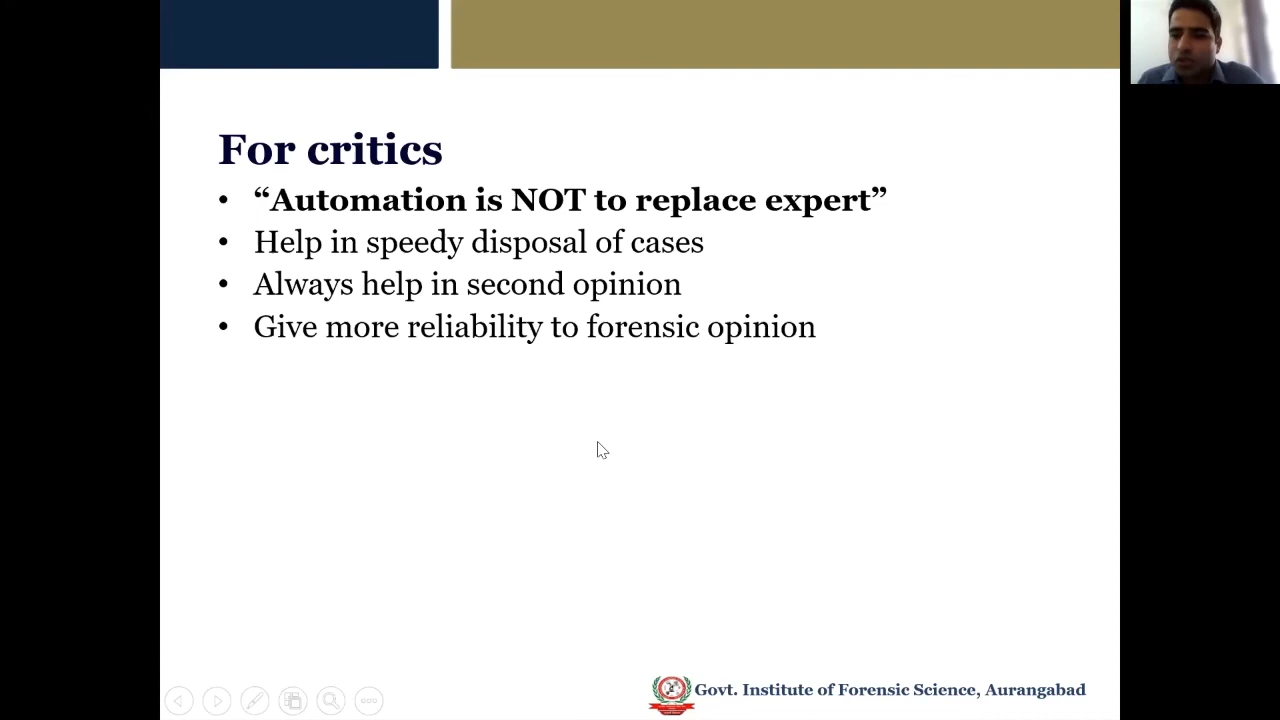 For critics
• “Automation is NOT to replace expert”
• Help in speedy disposal of cases
• Always help in second opinion
• Give more reliability to forensic opinion
Govt. Institute of Forensic Science, Aurangabad